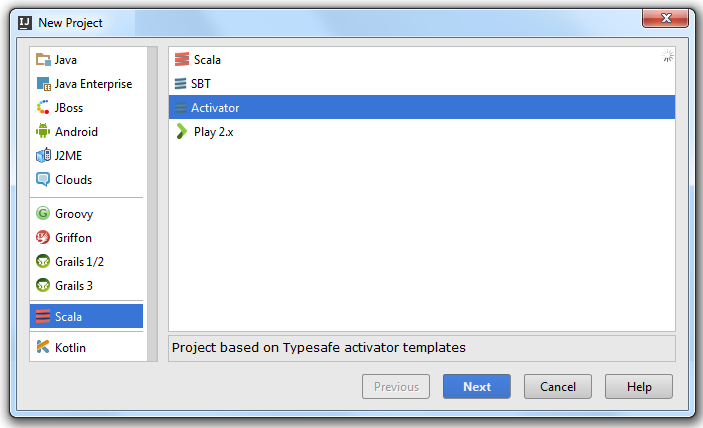 New Project
Java
Java Enterprise
JBoss
Android
J2ME
Clouds
Groovy
Griffon
Grails 1/2
Grails 3
Scala
Kotlin
Scala
SBT
Activator
Play 2.x
Project based on Typesafe activator templates
Previous
Next
Cancel
Help